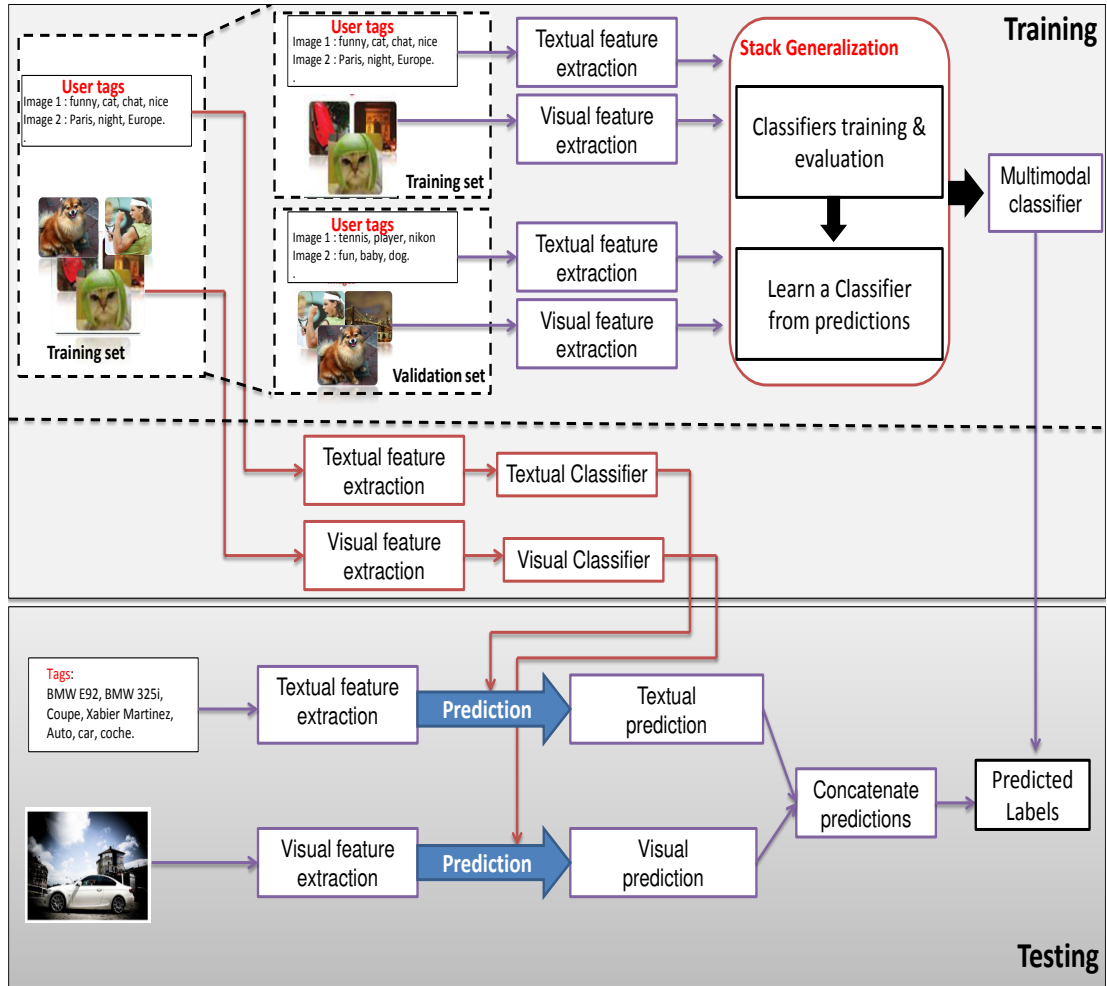 Training
User tags
Image 1 : funny, cat, chat, nice
Image 2 : Paris, night, Europe.
.
Training set
User tags
Image 1 : funny, cat, chat, nice
Image 2 : Paris, night, Europe.
.
Training set
User tags
Image 1 : tennis, player, nikon
Image 2 : fun, baby, dog.
.
Validation set
Textual feature
extraction
Visual feature
extraction
Textual feature
extraction
Visual feature
extraction
Stack Generalization
Classifiers training &
evaluation
Learn a Classifier
from predictions
Multimodal
classifier
Textual feature
extraction
Textual Classifier
Visual feature
extraction
Visual Classifier
Tags:
BMW E92, BMW 325i,
Coupe, Xabier Martinez,
Auto, car, coche.
Textual feature
extraction
Prediction
Textual
prediction
Visual feature
extraction
Prediction
Visual
prediction
Concatenate
predictions
Predicted
Labels
Testing